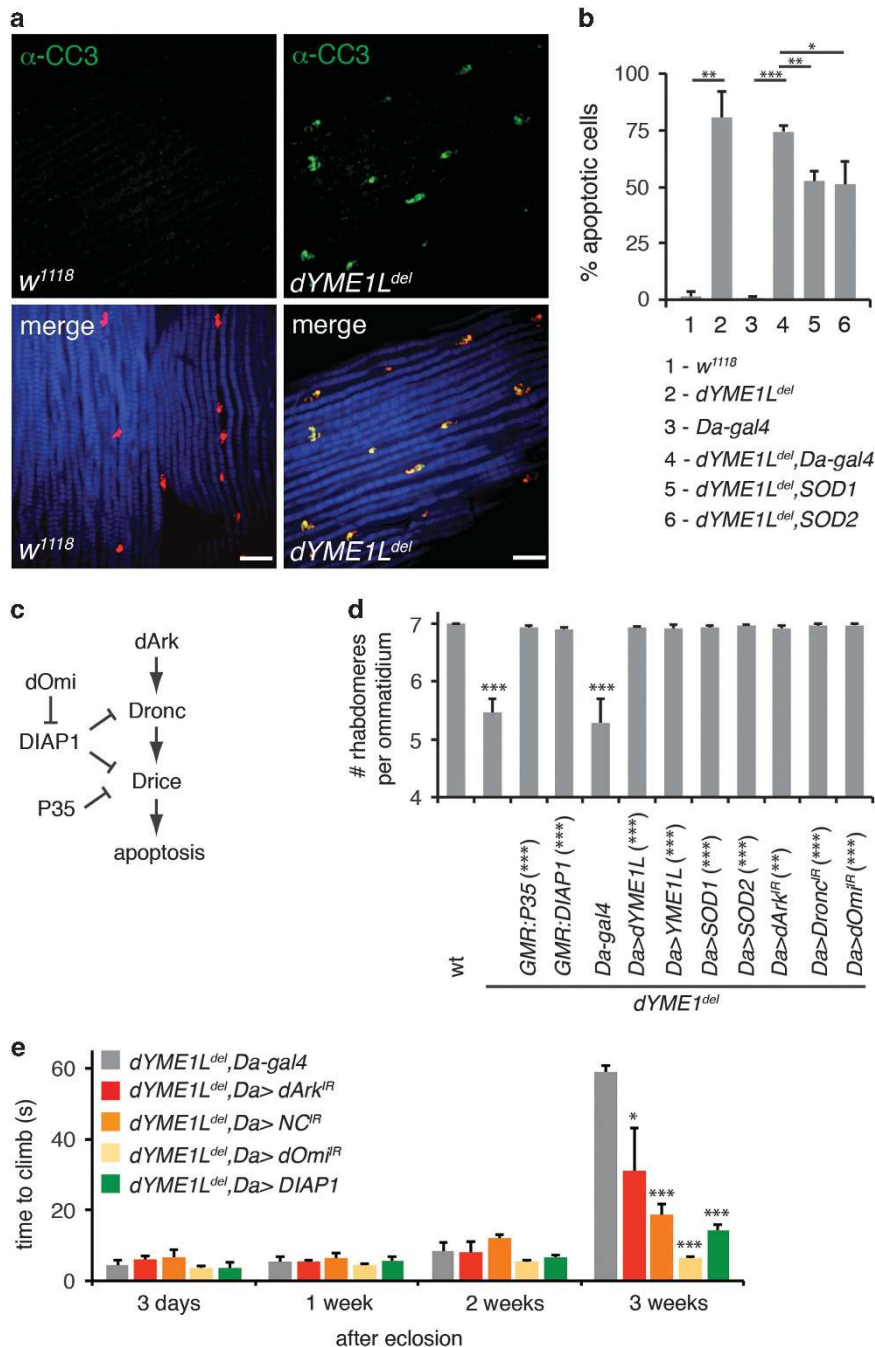 a
α-CC3
α-CC3
w1118
dYME1Ldel
merge
merge
w1118
dYME1Ldel
b
% apoptotic cells
100
75
50
25
0
**
***
**
*
1 2 3 4 5 6
1 - w1118
2 - dYME1Ldel
3 - Da-gal4
4 - dYME1Ldel,Da-gal4
5 - dYME1Ldel,SOD1
6 - dYME1Ldel,SOD2
c
dArk
dOmi
Dronc
DIAP1
Drice
P35
apoptosis
d
# rhabdomeres
per ommatidium
7
6
5
4
***
***
wt
GMR:P35 (***)
GMR:DIAP1 (***)
Da-gal4
Da>dYME1L (***)
Da>YME1L (***)
Da>SOD1 (***)
Da>SOD2 (***)
Da>dArkIR (**)
Da>DroncIR (***)
Da>dOmiIR (***)
dYME1del
e
time to climb (s)
60
40
20
0
dYME1Ldel,Da-gal4
dYME1Ldel,Da> dArkIR
dYME1Ldel,Da> NCIR
dYME1Ldel,Da> dOmiIR
dYME1Ldel,Da> DIAP1
*
***
***
***
3 days 1 week 2 weeks 3 weeks
after eclosion